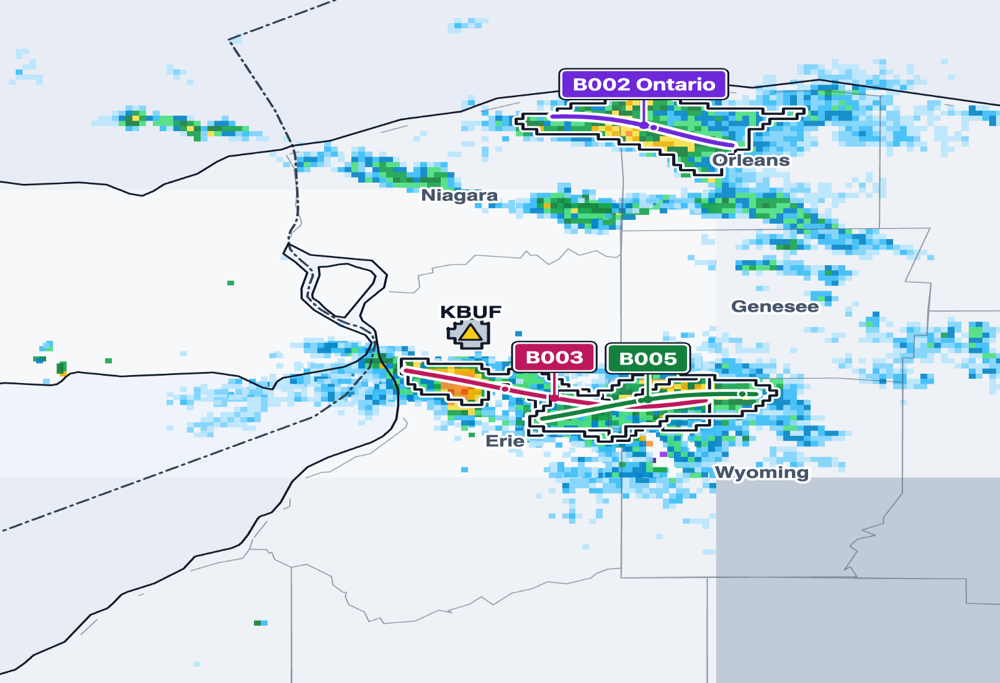 B002 Ontario
Orleans
Niagara
Genesee
KBUF
B003
B005
Erie
Wyoming